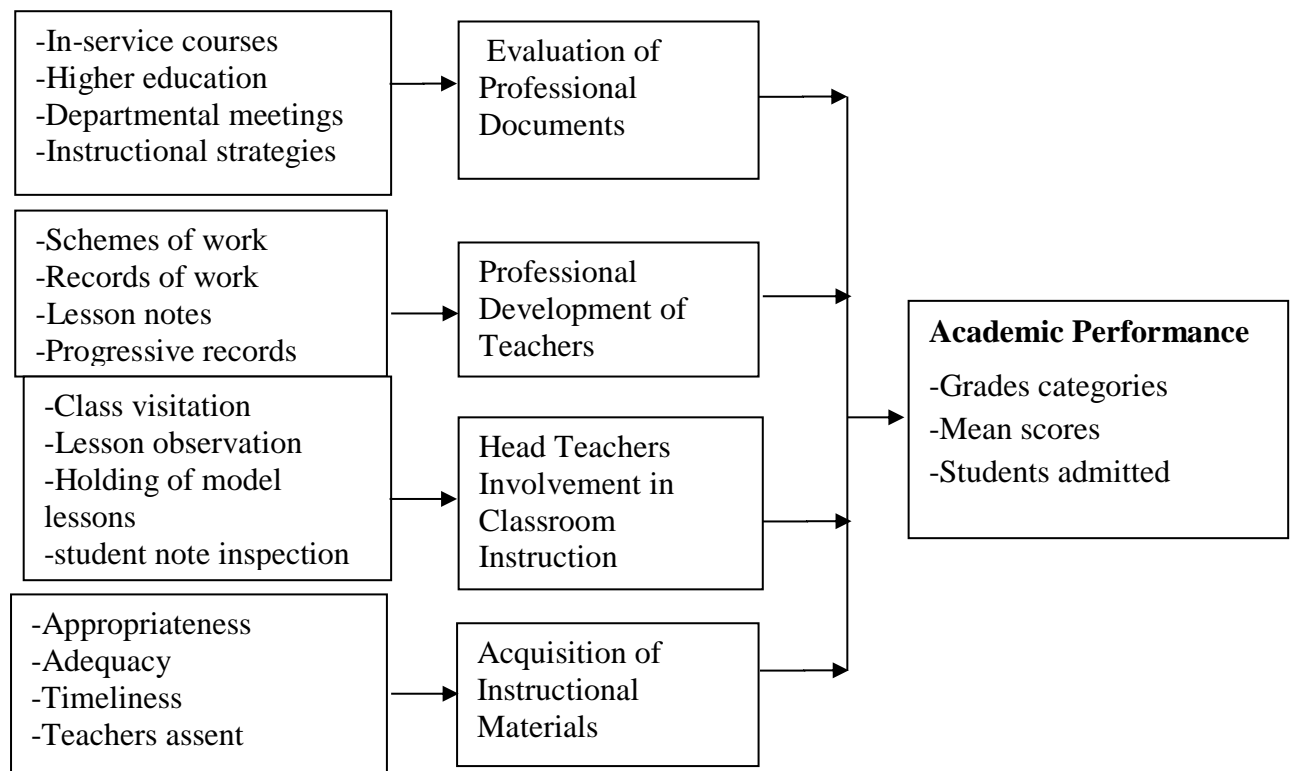 -In-service courses
-Higher education
-Departmental meetings
-Instructional strategies
Evaluation of
Professional
Documents
-Schemes of work
-Records of work
-Lesson notes
-Progressive records
Professional
Development of
Teachers
-Class visitation
-Lesson observation
-Holding of model
lessons
-student note inspection
Head Teachers
Involvement in
Classroom
Instruction
-Appropriateness
-Adequacy
-Timeliness
-Teachers assent
Acquisition of
Instructional
Materials
Academic Performance
-Grades categories
-Mean scores
-Students admitted